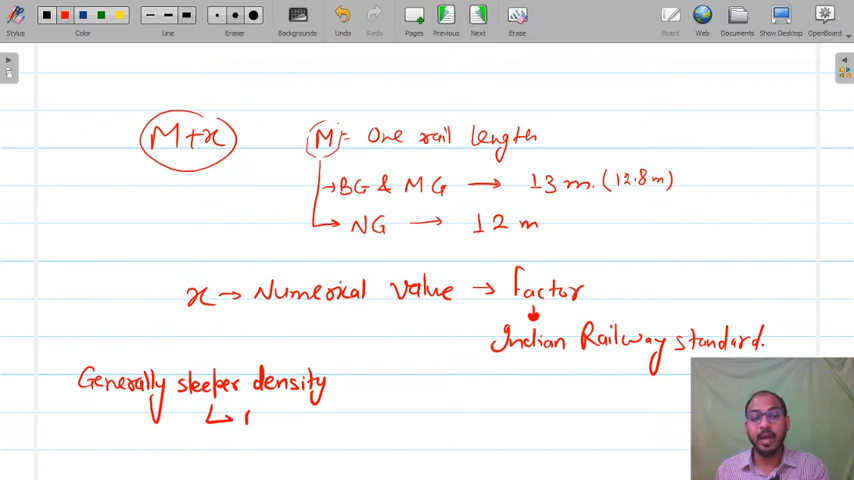 Stylus
Color
Line
Eraser
Backgrounds
Undo
Redo
Pages
Previous
Next
Erase
Board
Web
Documents
Show Desktop
OpenBoard
M+x
M = One rail length
→ BG & MG → 13 m. (12.8 m)
→ NG → 12 m
x → Numerical value → Factor
Indian Railway standard.
Generally sleeper density